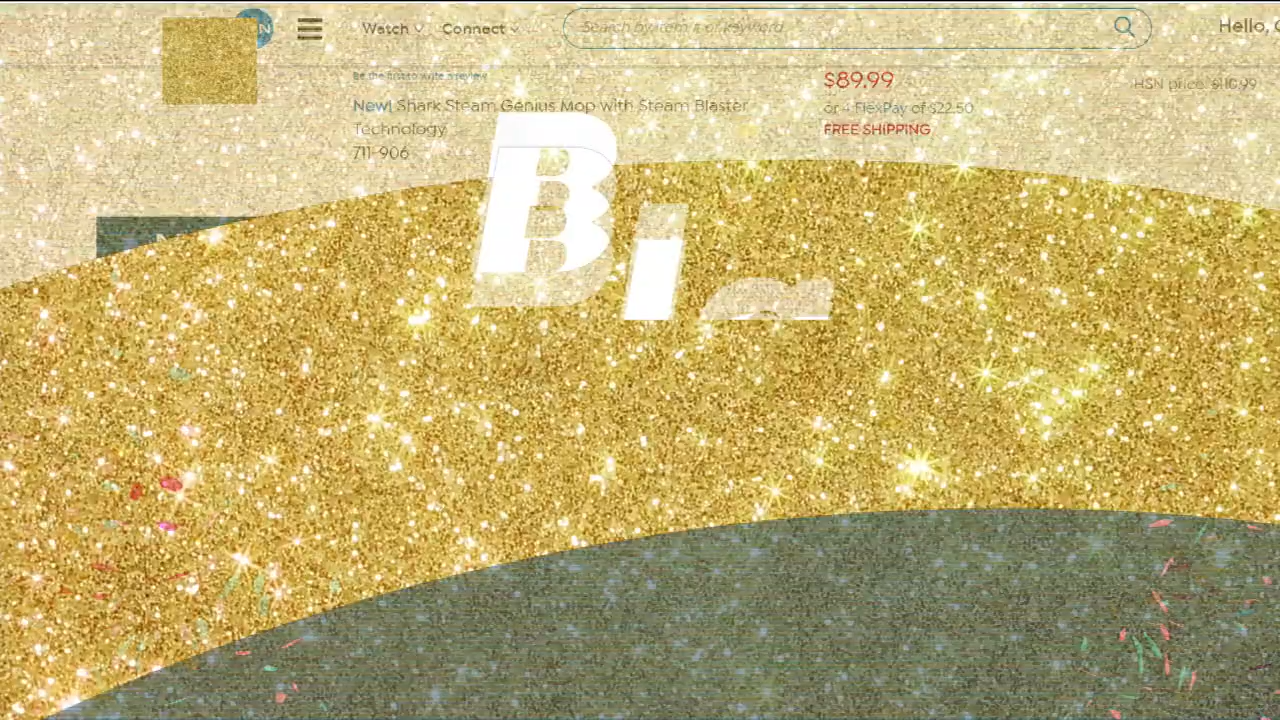 Watch Connect Search by item # or keyword Hello,
Be the first to write a review
$89.99 HSN price: $110.99
New! Shark Steam Genius Mop with Steam Blaster
Technology
or 4 FlexPay of $22.50
FREE SHIPPING
711-906
Bi